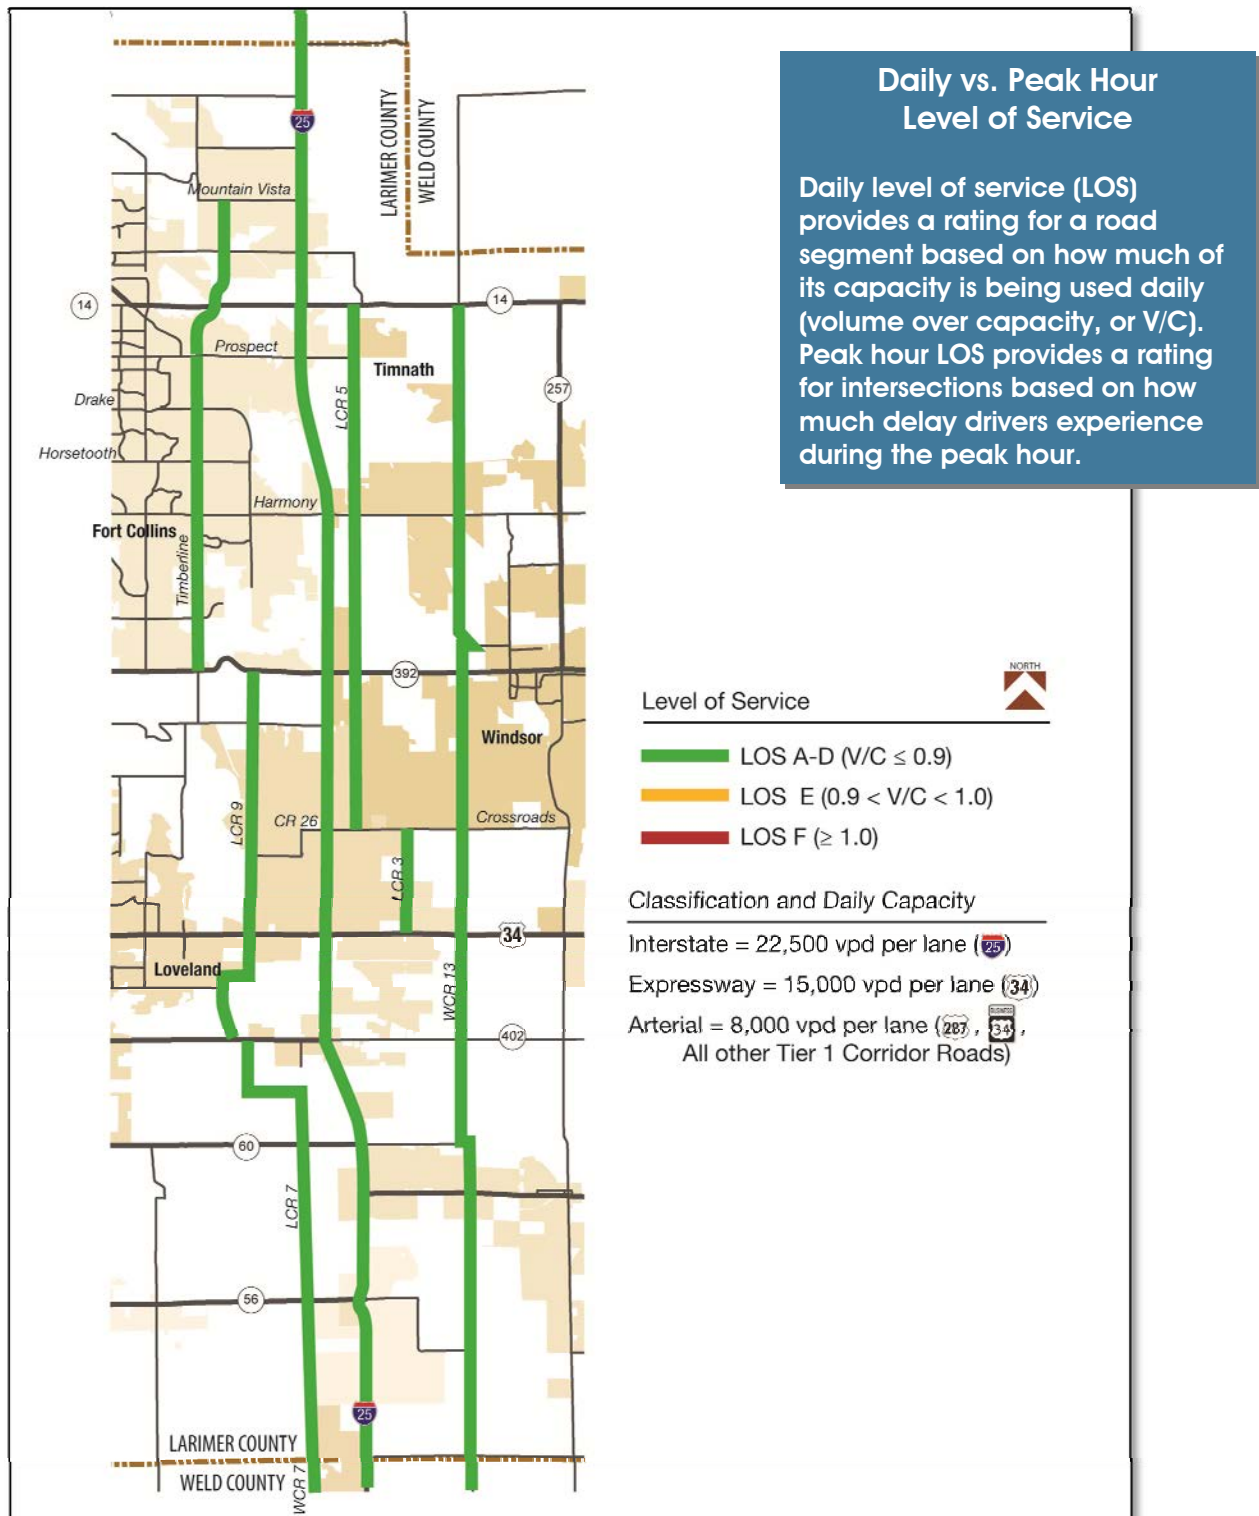 Daily vs. Peak Hour
Level of Service
Daily level of service (LOS)
provides a rating for a road
segment based on how much of
its capacity is being used daily
(volume over capacity, or V/C).
Peak hour LOS provides a rating
for intersections based on how
much delay drivers experience
during the peak hour.
25
LARIMER COUNTY
WELD COUNTY
Mountain Vista
14
14
Prospect
Timnath
257
Drake
LCR 5
Horsetooth
Harmony
Fort Collins
Timberline
392
Windsor
LCR 9
CR 26
Crossroads
LCR 3
34
Loveland
WCR 13
402
60
LCR 7
56
25
LARIMER COUNTY
WELD COUNTY
WCR 7
NORTH
Level of Service
LOS A-D (V/C ≤ 0.9)
LOS E (0.9 < V/C < 1.0)
LOS F (≥ 1.0)
Classification and Daily Capacity
Interstate = 22,500 vpd per lane (25)
Expressway = 15,000 vpd per lane (34)
Arterial = 8,000 vpd per lane (287, BUSINESS 34,
All other Tier 1 Corridor Roads)